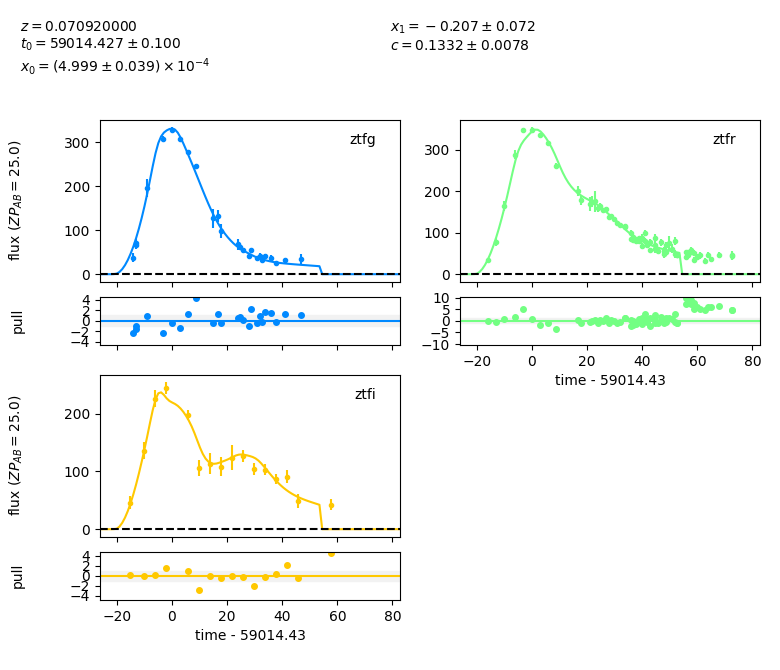 z = 0.070920000
t₀ = 59014.427 ± 0.100
x₀ = (4.999 ± 0.039) × 10⁻⁴
x₁ = −0.207 ± 0.072
c = 0.1332 ± 0.0078
flux (ZP_AB = 25.0)
300
200
100
0
ztfg
pull
4
2
0
−2
−4
300
200
100
0
ztfr
10
5
0
−5
−10
−20 0 20 40 60 80
time - 59014.43
flux (ZP_AB = 25.0)
200
100
0
ztfi
pull
4
2
0
−2
−4
−20 0 20 40 60 80
time - 59014.43